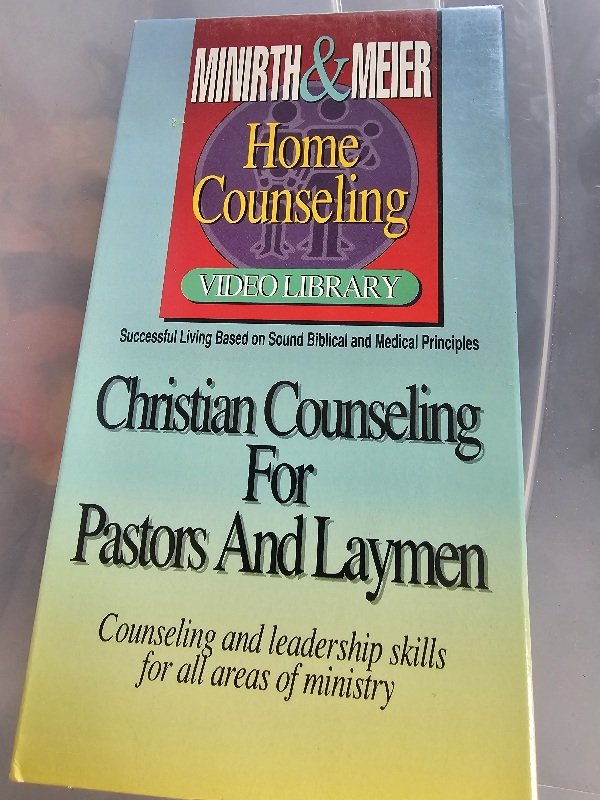 MINIRTH & MEIER
Home
Counseling
VIDEO LIBRARY
Successful Living Based on Sound Biblical and Medical Principles
Christian Counseling
For
Pastors And Laymen
Counseling and leadership skills
for all areas of ministry